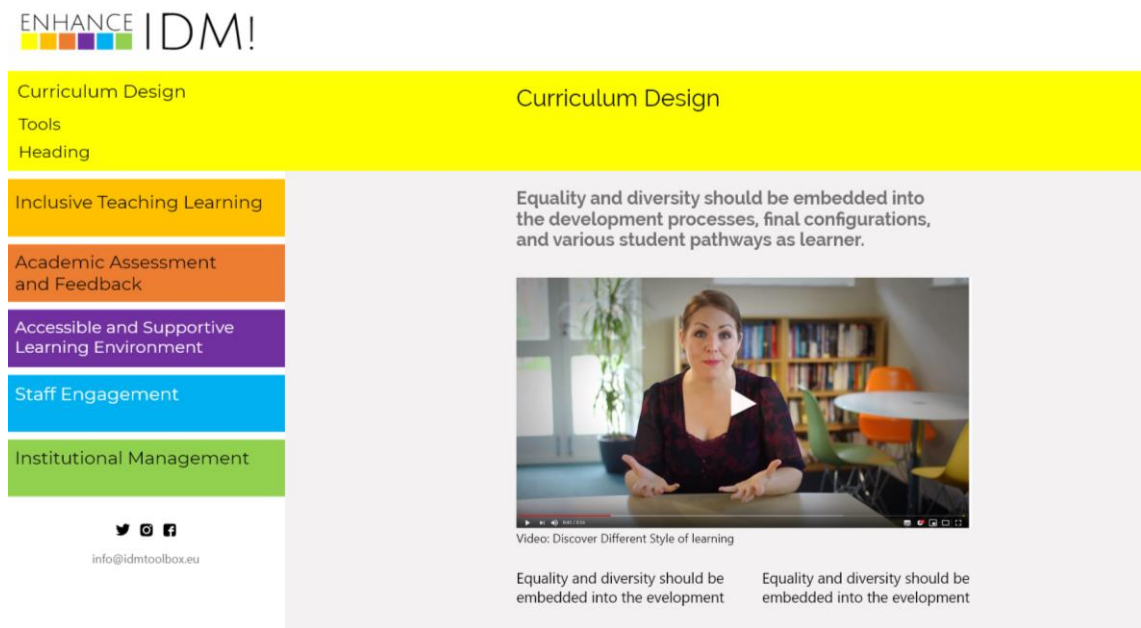 ENHANCE IDM!
Curriculum Design
Tools
Heading
Inclusive Teaching Learning
Academic Assessment
and Feedback
Accessible and Supportive
Learning Environment
Staff Engagement
Institutional Management
info@idmtoolbox.eu
Curriculum Design
Equality and diversity should be embedded into
the development processes, final configurations,
and various student pathways as learner.
Video: Discover Different Style of learning
Equality and diversity should be
embedded into the evelopment
Equality and diversity should be
embedded into the evelopment